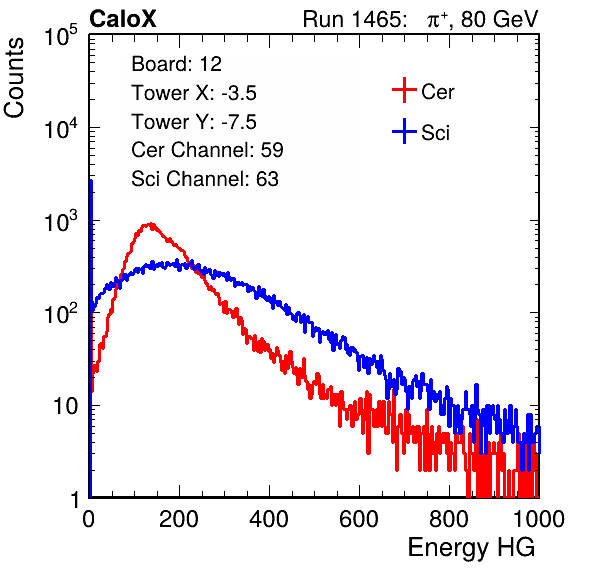 CaloX Run 1465: π⁺, 80 GeV
Counts
Board: 12
Tower X: -3.5
Tower Y: -7.5
Cer Channel: 59
Sci Channel: 63
Cer
Sci
10⁵
10⁴
10³
10²
10
1
0 200 400 600 800 1000
Energy HG